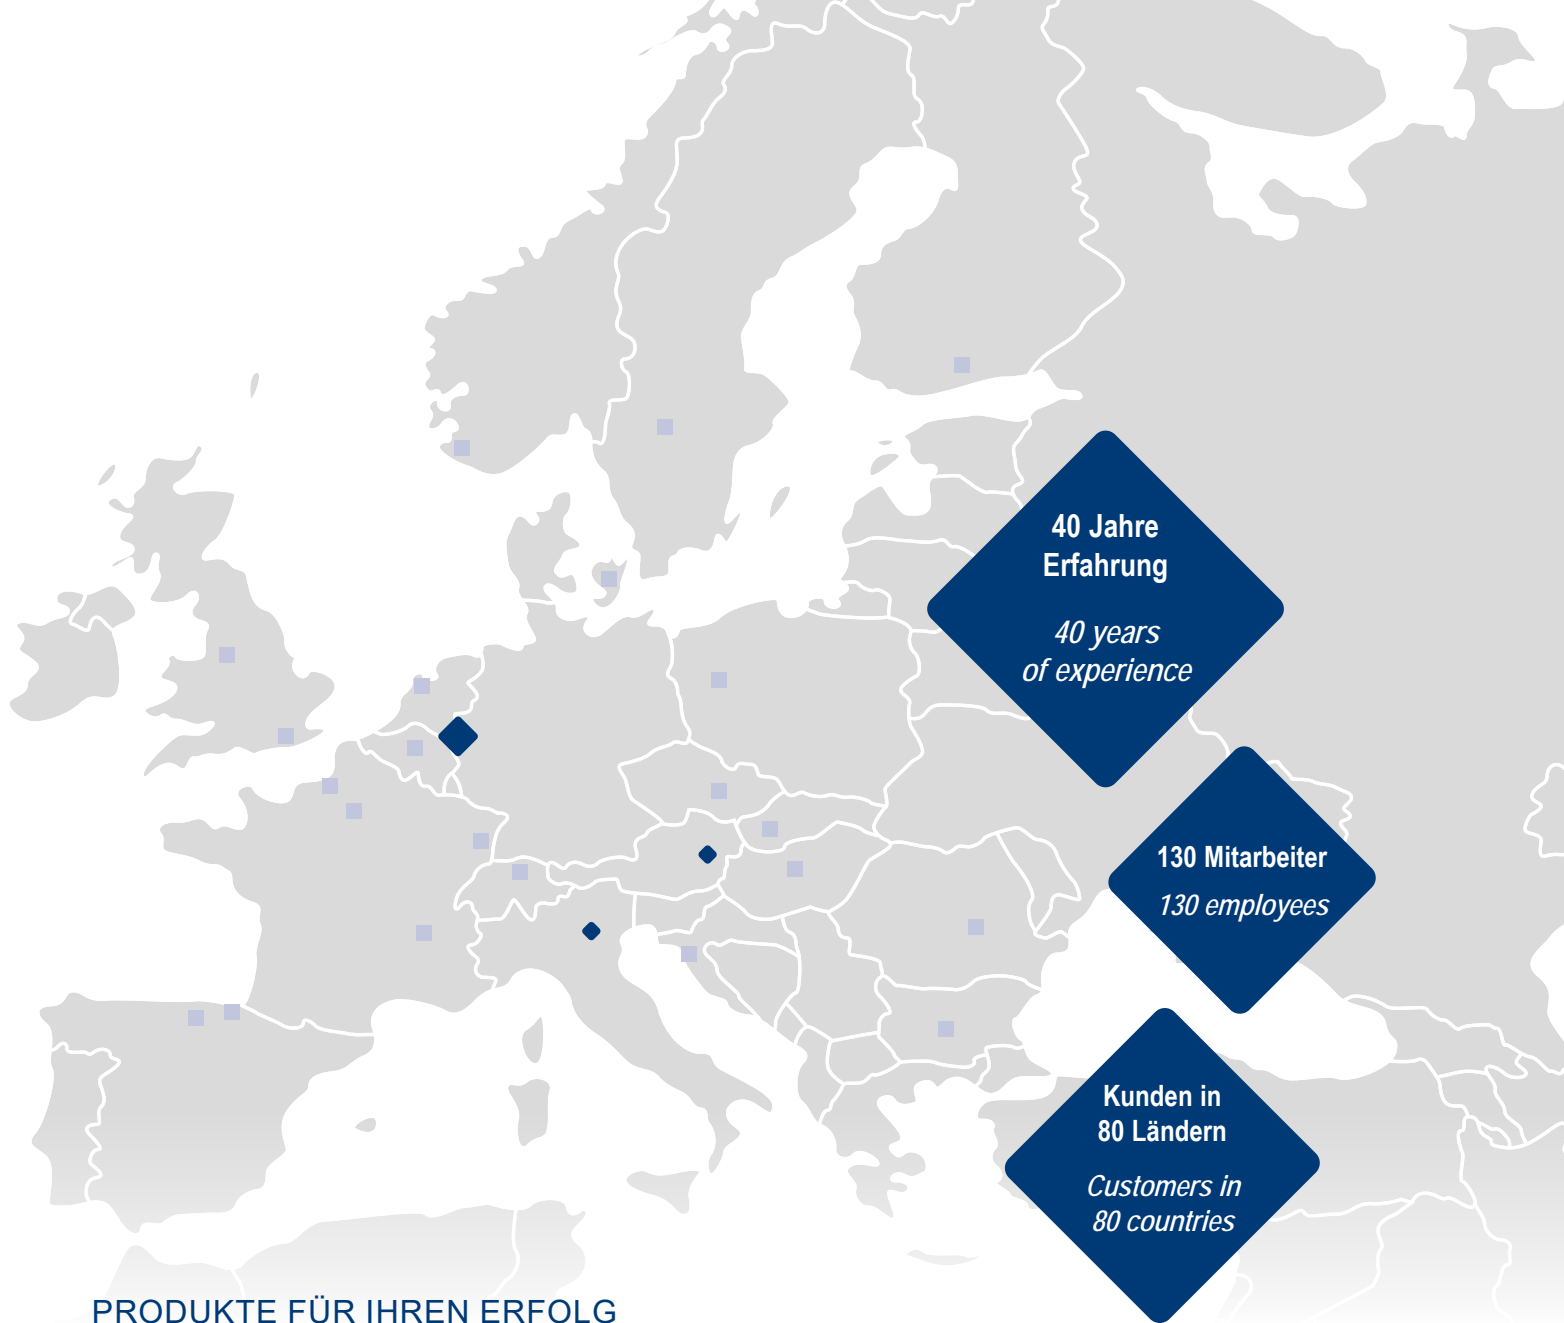 40 Jahre
Erfahrung
40 years
of experience
130 Mitarbeiter
130 employees
Kunden in
80 Ländern
Customers in
80 countries
PRODUKTE FÜR IHREN ERFOLG